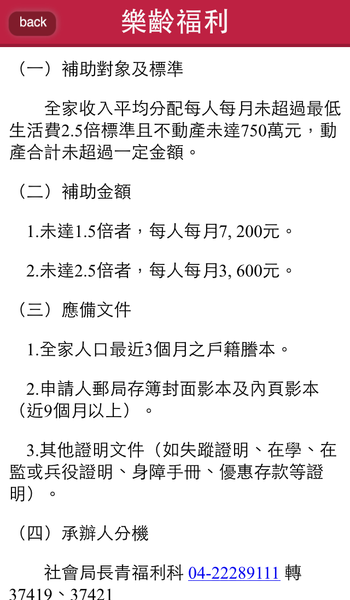 back
樂齡福利
（一）補助對象及標準
全家收入平均分配每人每月未超過最低
生活費2.5倍標準且不動產未達750萬元，動
產合計未超過一定金額。
（二）補助金額
1.未達1.5倍者，每人每月7, 200元。
2.未達2.5倍者，每人每月3, 600元。
（三）應備文件
1.全家人口最近3個月之戶籍謄本。
2.申請人郵局存簿封面影本及內頁影本
（近9個月以上）。
3.其他證明文件（如失蹤證明、在學、在
監或兵役證明、身障手冊、優惠存款等證
明）。
（四）承辦人分機
社會局長青福利科 04-22289111 轉
37419、37421